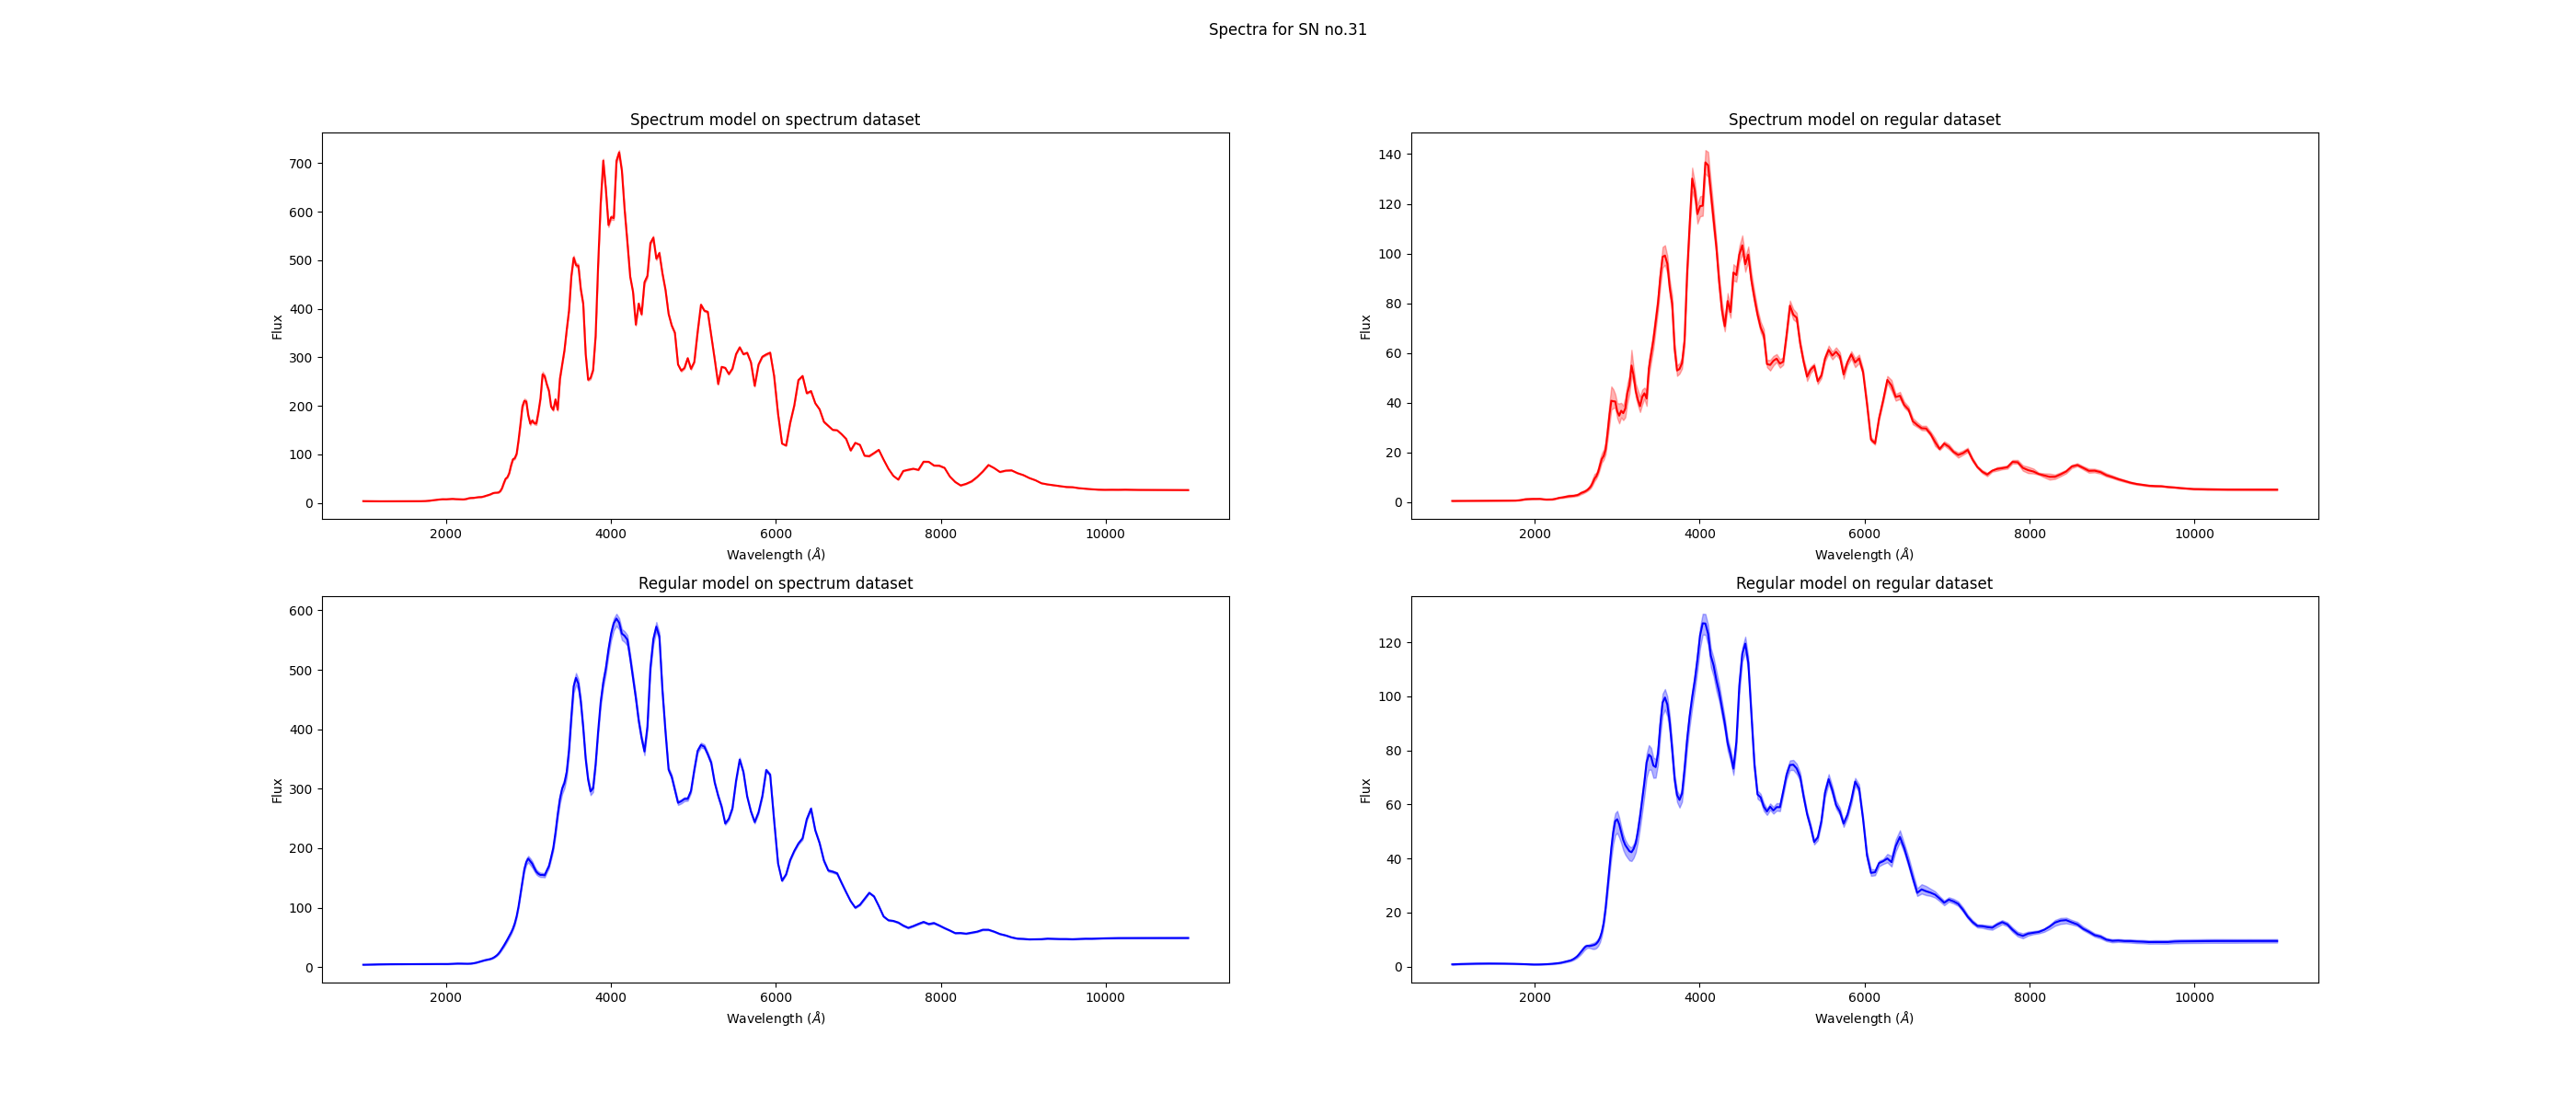 Spectra for SN no.31
Spectrum model on spectrum dataset
700
600
500
400
300
200
100
0
Flux
2000 4000 6000 8000 10000
Wavelength (Å)
Spectrum model on regular dataset
140
120
100
80
60
40
20
0
Flux
2000 4000 6000 8000 10000
Wavelength (Å)
Regular model on spectrum dataset
600
500
400
300
200
100
0
Flux
2000 4000 6000 8000 10000
Wavelength (Å)
Regular model on regular dataset
120
100
80
60
40
20
0
Flux
2000 4000 6000 8000 10000
Wavelength (Å)